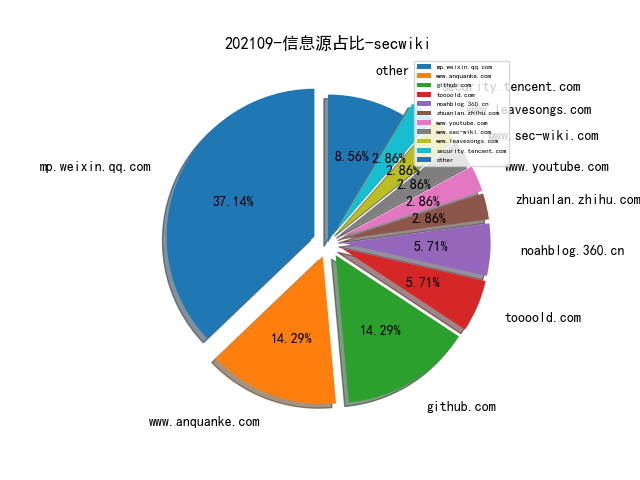 202109-信息源占比-secwiki
other
mp.weixin.qq.com
www.anquanke.com
github.com
toooold.com
noahblog.360.cn
zhuanlan.zhihu.com
www.youtube.com
www.sec-wiki.com
www.leavesongs.com
security.tencent.com
other
security.tencent.com
www.leavesongs.com
www.sec-wiki.com
www.youtube.com
zhuanlan.zhihu.com
noahblog.360.cn
toooold.com
github.com
www.anquanke.com
mp.weixin.qq.com
8.56%
2.86%
2.86%
2.86%
2.86%
2.86%
5.71%
5.71%
14.29%
14.29%
37.14%